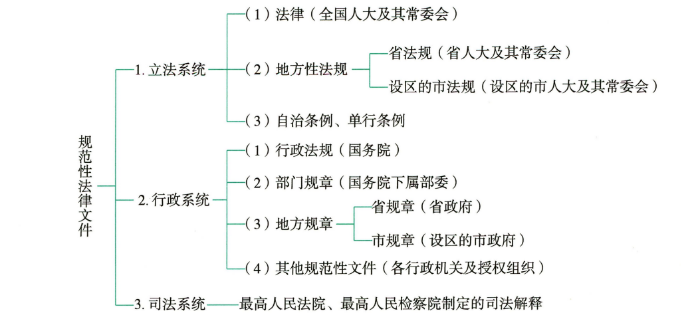 规范性法律文件
1.立法系统
(1)法律(全国人大及其常委会)
(2)地方性法规
省法规(省人大及其常委会)
设区的市法规(设区的市人大及其常委会)
(3)自治条例、单行条例
2.行政系统
(1)行政法规(国务院)
(2)部门规章(国务院下属部委)
(3)地方规章
省规章(省政府)
市规章(设区的市政府)
(4)其他规范性文件(各行政机关及授权组织)
3.司法系统
最高人民法院、最高人民检察院制定的司法解释